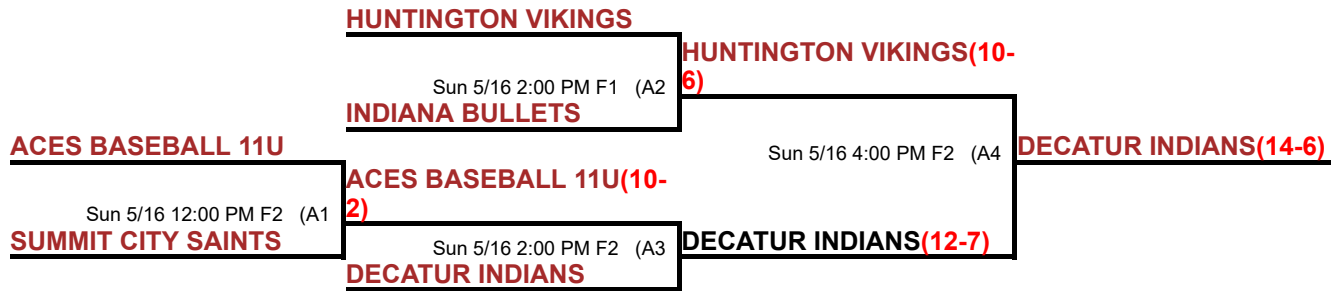 HUNTINGTON VIKINGS
HUNTINGTON VIKINGS(10-
6)
Sun 5/16 2:00 PM F1 (A2
INDIANA BULLETS
ACES BASEBALL 11U
Sun 5/16 4:00 PM F2 (A4
DECATUR INDIANS(14-6)
ACES BASEBALL 11U(10-
2)
Sun 5/16 12:00 PM F2 (A1
SUMMIT CITY SAINTS
Sun 5/16 2:00 PM F2 (A3
DECATUR INDIANS(12-7)
DECATUR INDIANS